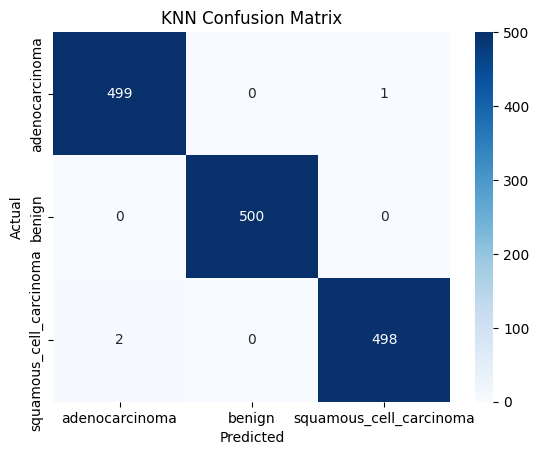 KNN Confusion Matrix
adenocarcinoma
benign
squamous_cell_carcinoma
Actual
499 0 1
0 500 0
2 0 498
adenocarcinoma benign squamous_cell_carcinoma
Predicted
500
400
300
200
100
0